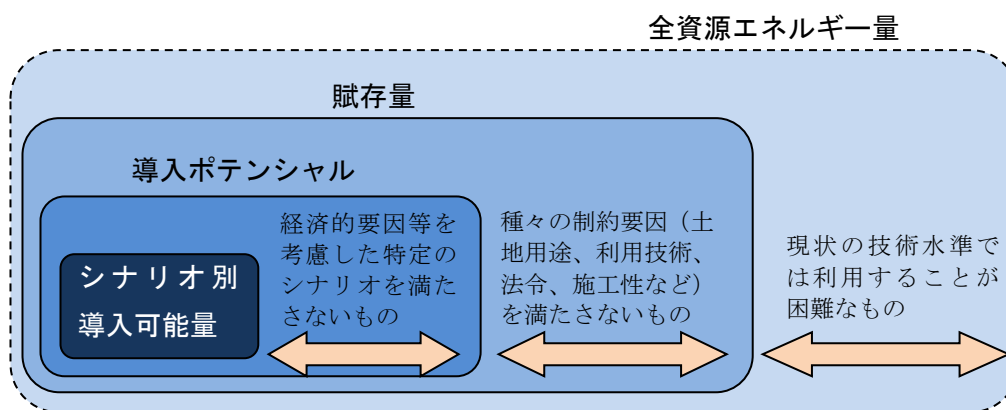 全資源エネルギー量
賦存量
導入ポテンシャル
シナリオ別
導入可能量
経済的要因等を
考慮した特定の
シナリオを満た
さないもの
種々の制約要因（土
地用途、利用技術、
法令、施工性など）
を満たさないもの
現状の技術水準で
は利用することが
困難なもの